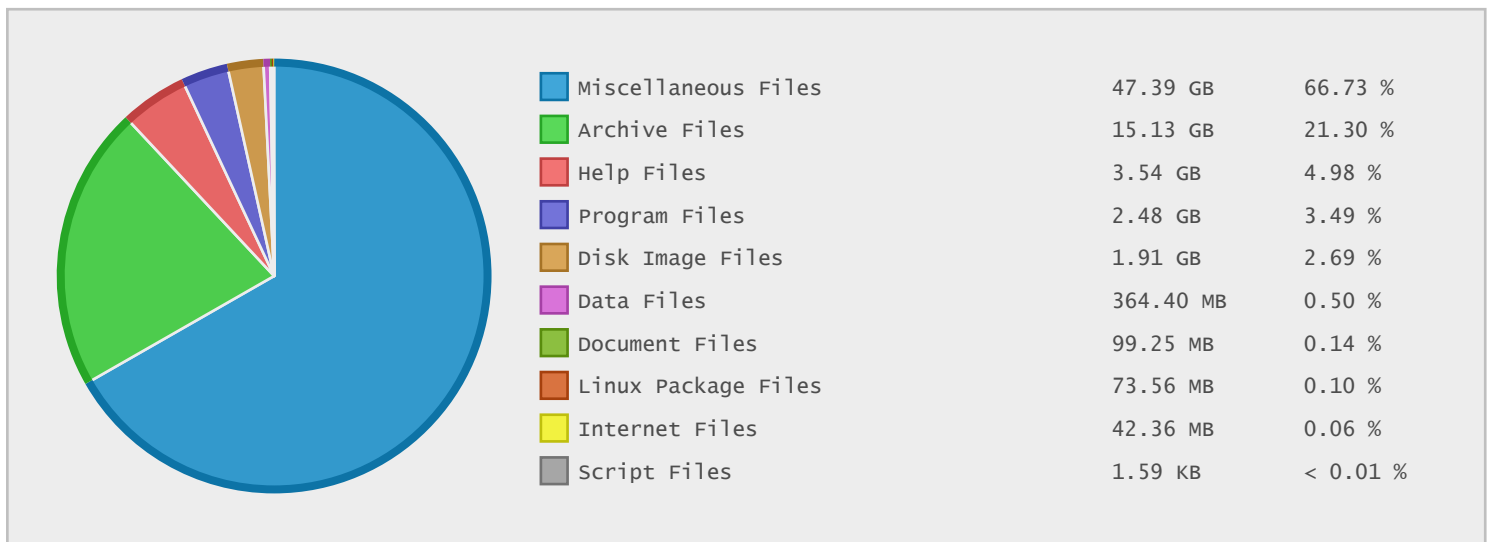 Miscellaneous Files 47.39 GB 66.73 %
Archive Files 15.13 GB 21.30 %
Help Files 3.54 GB 4.98 %
Program Files 2.48 GB 3.49 %
Disk Image Files 1.91 GB 2.69 %
Data Files 364.40 MB 0.50 %
Document Files 99.25 MB 0.14 %
Linux Package Files 73.56 MB 0.10 %
Internet Files 42.36 MB 0.06 %
Script Files 1.59 KB < 0.01 %